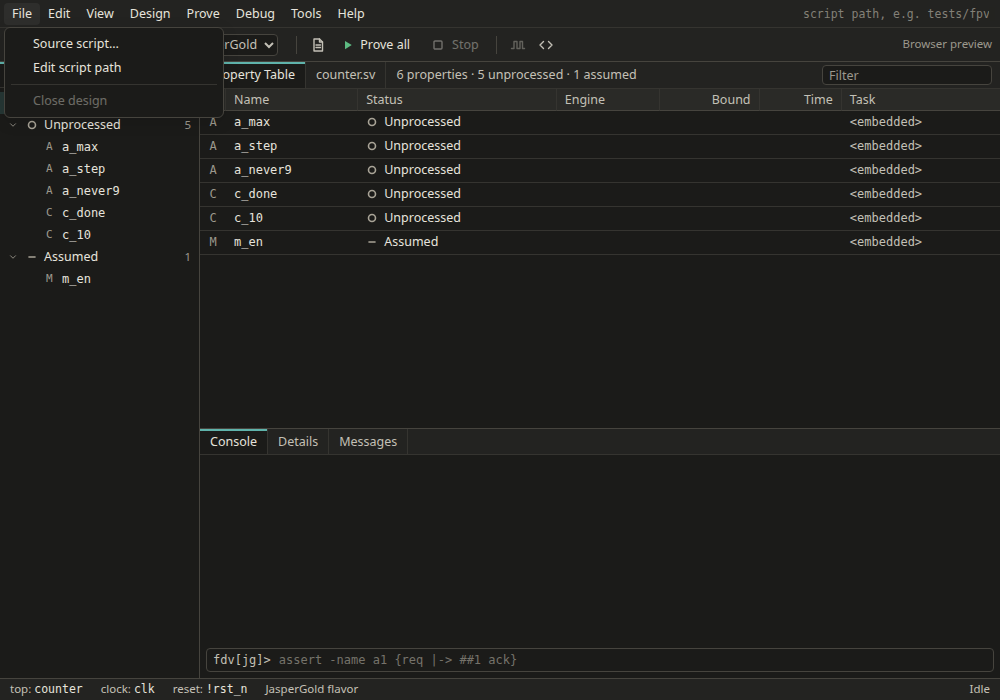 File Edit View Design Prove Debug Tools Help script path, e.g. tests/fpv
Source script...
Edit script path
Close design
rGold Prove all Stop Browser preview
operty Table counter.sv 6 properties · 5 unprocessed · 1 assumed Filter
Name Status Engine Bound Time Task
Unprocessed 5
A a_max
A a_step
A a_never9
C c_done
C c_10
Assumed 1
M m_en
A a_max Unprocessed <embedded>
A a_step Unprocessed <embedded>
A a_never9 Unprocessed <embedded>
C c_done Unprocessed <embedded>
C c_10 Unprocessed <embedded>
M m_en Assumed <embedded>
Console Details Messages
fdv[jg]> assert -name a1 {req |-> ##1 ack}
top: counter clock: clk reset: !rst_n JasperGold flavor Idle